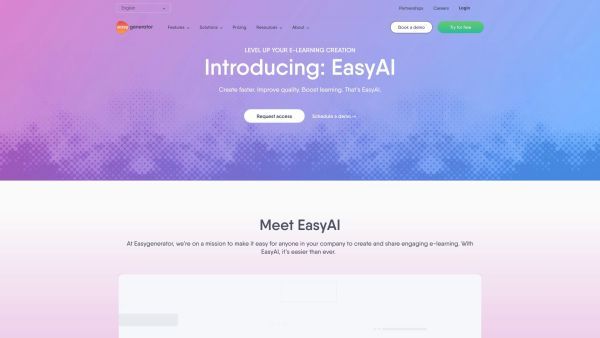 English
Partnerships
Careers
Login
easygenerator
Features
Solutions
Pricing
Resources
About
Book a demo
Try for free
LEVEL UP YOUR E-LEARNING CREATION
Introducing: EasyAI
Create faster. Improve quality. Boost learning. That's EasyAI.
Request access
Schedule a demo →
Meet EasyAI
At Easygenerator, we're on a mission to make it easy for anyone in your company to create and share engaging e-learning. With
EasyAI, it's easier than ever.